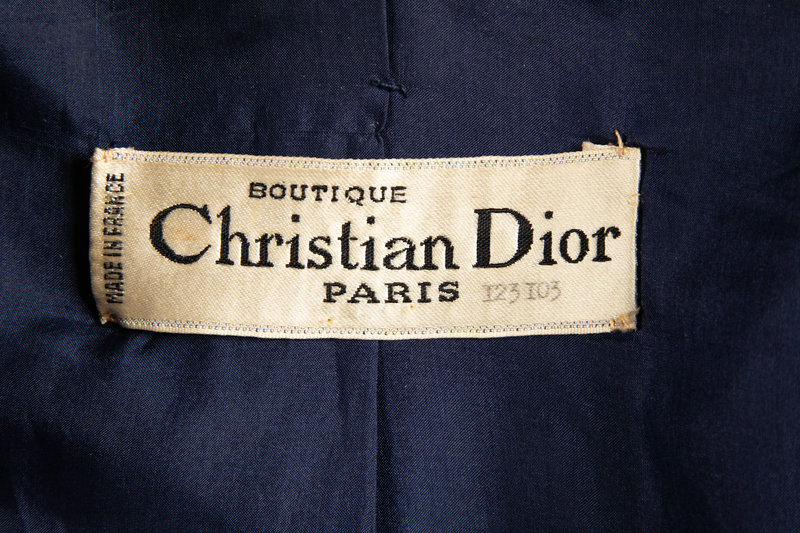 BOUTIQUE
Christian Dior
PARIS 123103
MADE IN FRANCE